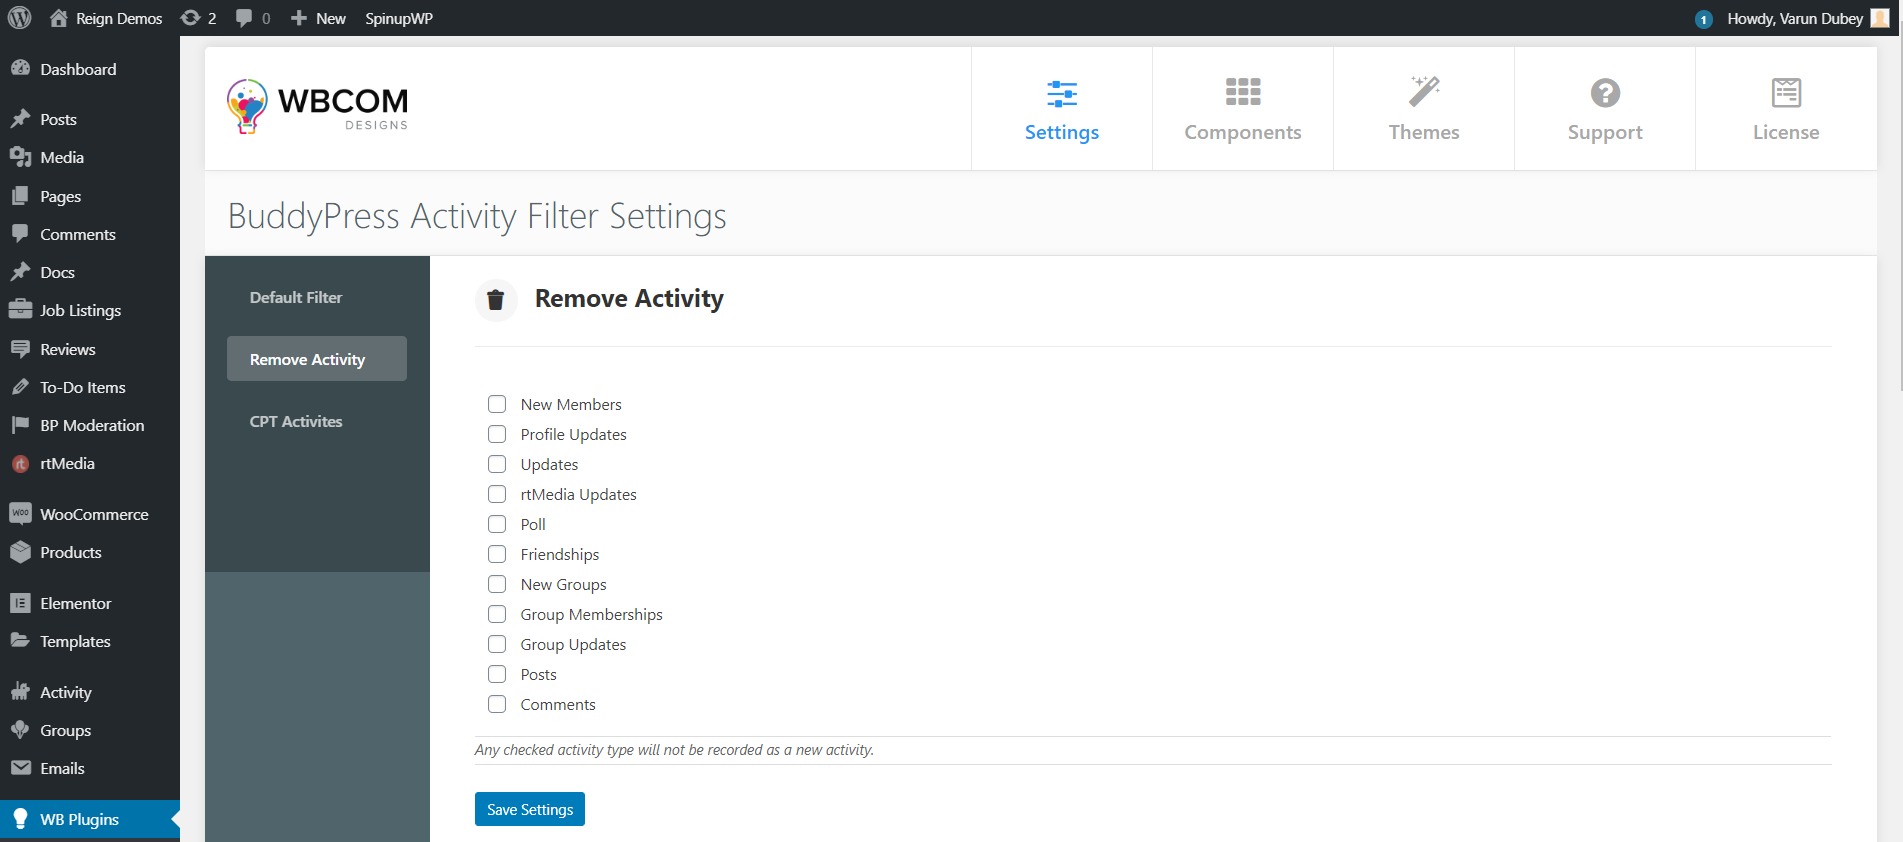 Reign Demos 2 0 New SpinupWP 1 Howdy, Varun Dubey
Dashboard
Posts
Media
Pages
Comments
Docs
Job Listings
Reviews
To-Do Items
BP Moderation
rt rtMedia
Woo WooCommerce
Products
Elementor
Templates
Activity
Groups
Emails
WB Plugins
WBCOM
DESIGNS
Settings
Components
Themes
Support
License
BuddyPress Activity Filter Settings
Default Filter
Remove Activity
CPT Activites
Remove Activity
New Members
Profile Updates
Updates
rtMedia Updates
Poll
Friendships
New Groups
Group Memberships
Group Updates
Posts
Comments
Any checked activity type will not be recorded as a new activity.
Save Settings